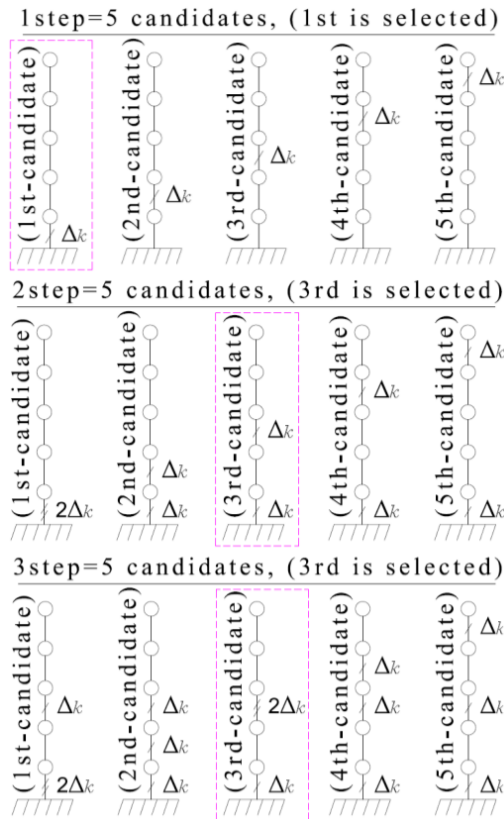 1step=5 candidates, (1st is selected)
(1st-candidate)
Δk
(2nd-candidate)
Δk
(3rd-candidate)
Δk
(4th-candidate)
Δk
(5th-candidate)
Δk
2step=5 candidates, (3rd is selected)
(1st-candidate)
2Δk
(2nd-candidate)
Δk
Δk
(3rd-candidate)
Δk
Δk
(4th-candidate)
Δk
Δk
(5th-candidate)
Δk
Δk
3step=5 candidates, (3rd is selected)
(1st-candidate)
Δk
2Δk
(2nd-candidate)
Δk
Δk
Δk
(3rd-candidate)
2Δk
Δk
(4th-candidate)
Δk
Δk
Δk
(5th-candidate)
Δk
Δk
Δk